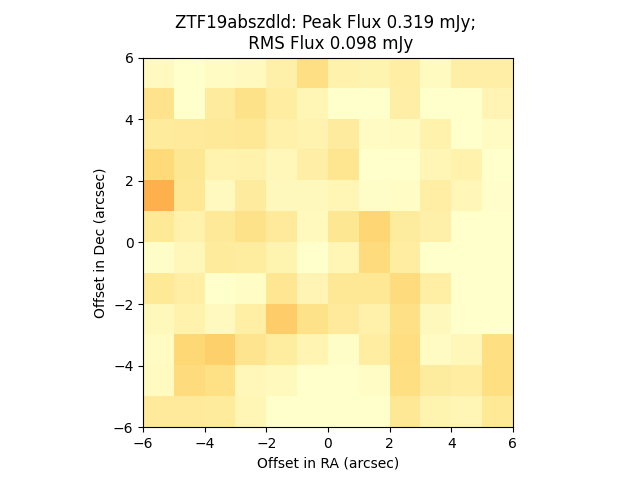 ZTF19abszdld: Peak Flux 0.319 mJy;
RMS Flux 0.098 mJy
6
4
2
0
−2
−4
−6
Offset in Dec (arcsec)
−6 −4 −2 0 2 4 6
Offset in RA (arcsec)